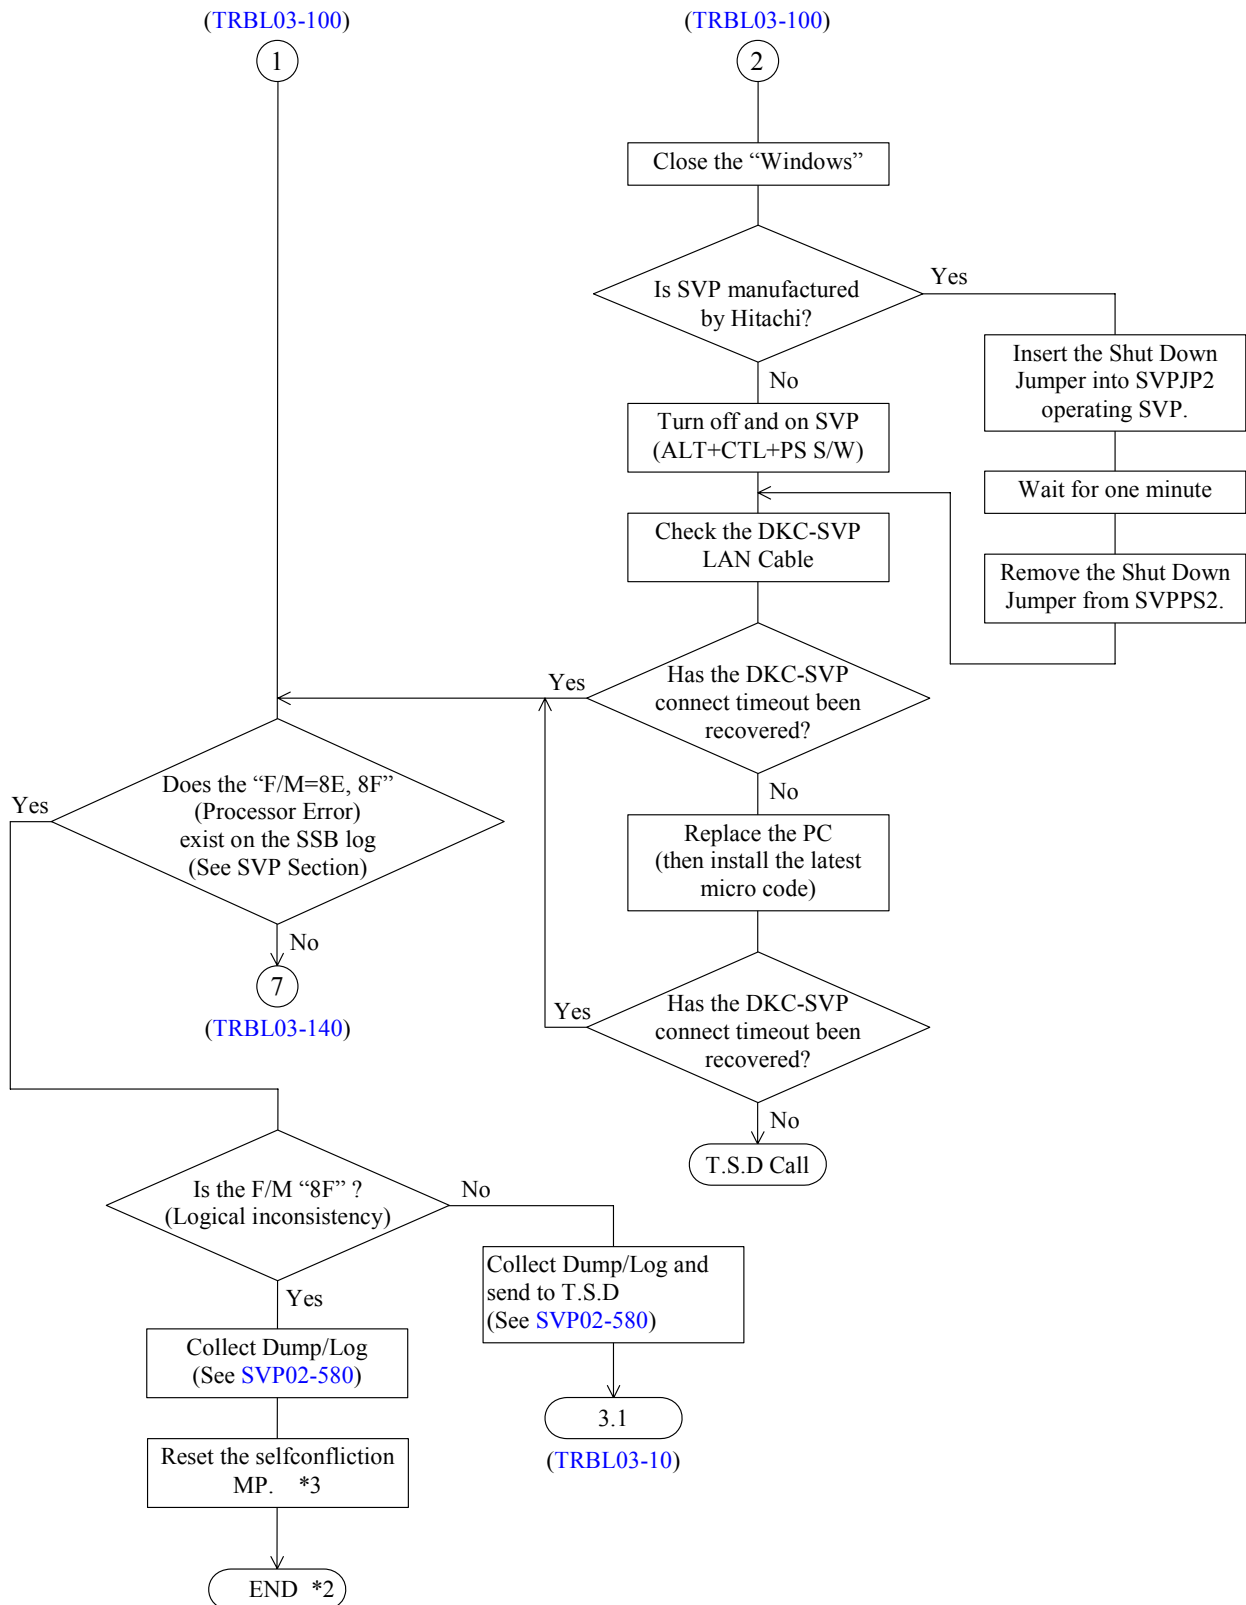 (TRBL03-100)
1
(TRBL03-100)
2
Close the “Windows”
Is SVP manufactured
by Hitachi?
Yes
No
Insert the Shut Down
Jumper into SVPJP2
operating SVP.
Wait for one minute
Remove the Shut Down
Jumper from SVPPS2.
Turn off and on SVP
(ALT+CTL+PS S/W)
Check the DKC-SVP
LAN Cable
Has the DKC-SVP
connect timeout been
recovered?
Yes
No
Replace the PC
(then install the latest
micro code)
Has the DKC-SVP
connect timeout been
recovered?
Yes
No
T.S.D Call
Does the “F/M=8E, 8F”
(Processor Error)
exist on the SSB log
(See SVP Section)
Yes
No
7
(TRBL03-140)
Is the F/M “8F” ?
(Logical inconsistency)
No
Yes
Collect Dump/Log and
send to T.S.D
(See SVP02-580)
3.1
(TRBL03-10)
Collect Dump/Log
(See SVP02-580)
Reset the selfconfliction
MP. *3
END *2